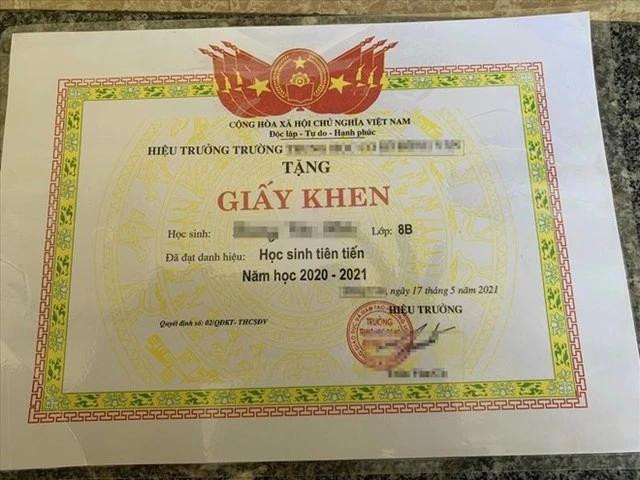 CỘNG HÒA XÃ HỘI CHỦ NGHĨA VIỆT NAM
Độc lập - Tự do - Hạnh phúc
HIỆU TRƯỞNG TRƯỜNG
TẶNG
GIẤY KHEN
Học sinh: Lớp: 8B
Đã đạt danh hiệu: Học sinh tiên tiến
Năm học 2020 - 2021
, ngày 17 tháng 5 năm 2021
HIỆU TRƯỞNG
Quyết định số: 02/QĐKT- THCSĐV
TRƯỜNG